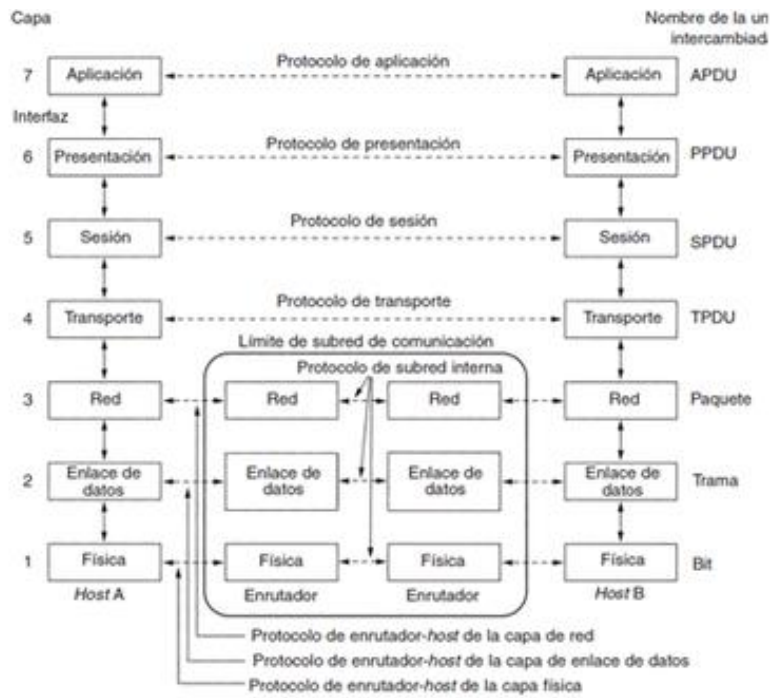 Capa
Nombre de la un
intercambiad
7 Aplicación Protocolo de aplicación Aplicación APDU
Interfaz
6 Presentación Protocolo de presentación Presentación PPDU
5 Sesión Protocolo de sesión Sesión SPDU
4 Transporte Protocolo de transporte Transporte TPDU
Límite de subred de comunicación
Protocolo de subred interna
3 Red Red Red Red Paquete
2 Enlace de datos Enlace de datos Enlace de datos Enlace de datos Trama
1 Física Física Física Física Bit
Host A Enrutador Enrutador Host B
Protocolo de enrutador-host de la capa de red
Protocolo de enrutador-host de la capa de enlace de datos
Protocolo de enrutador-host de la capa física